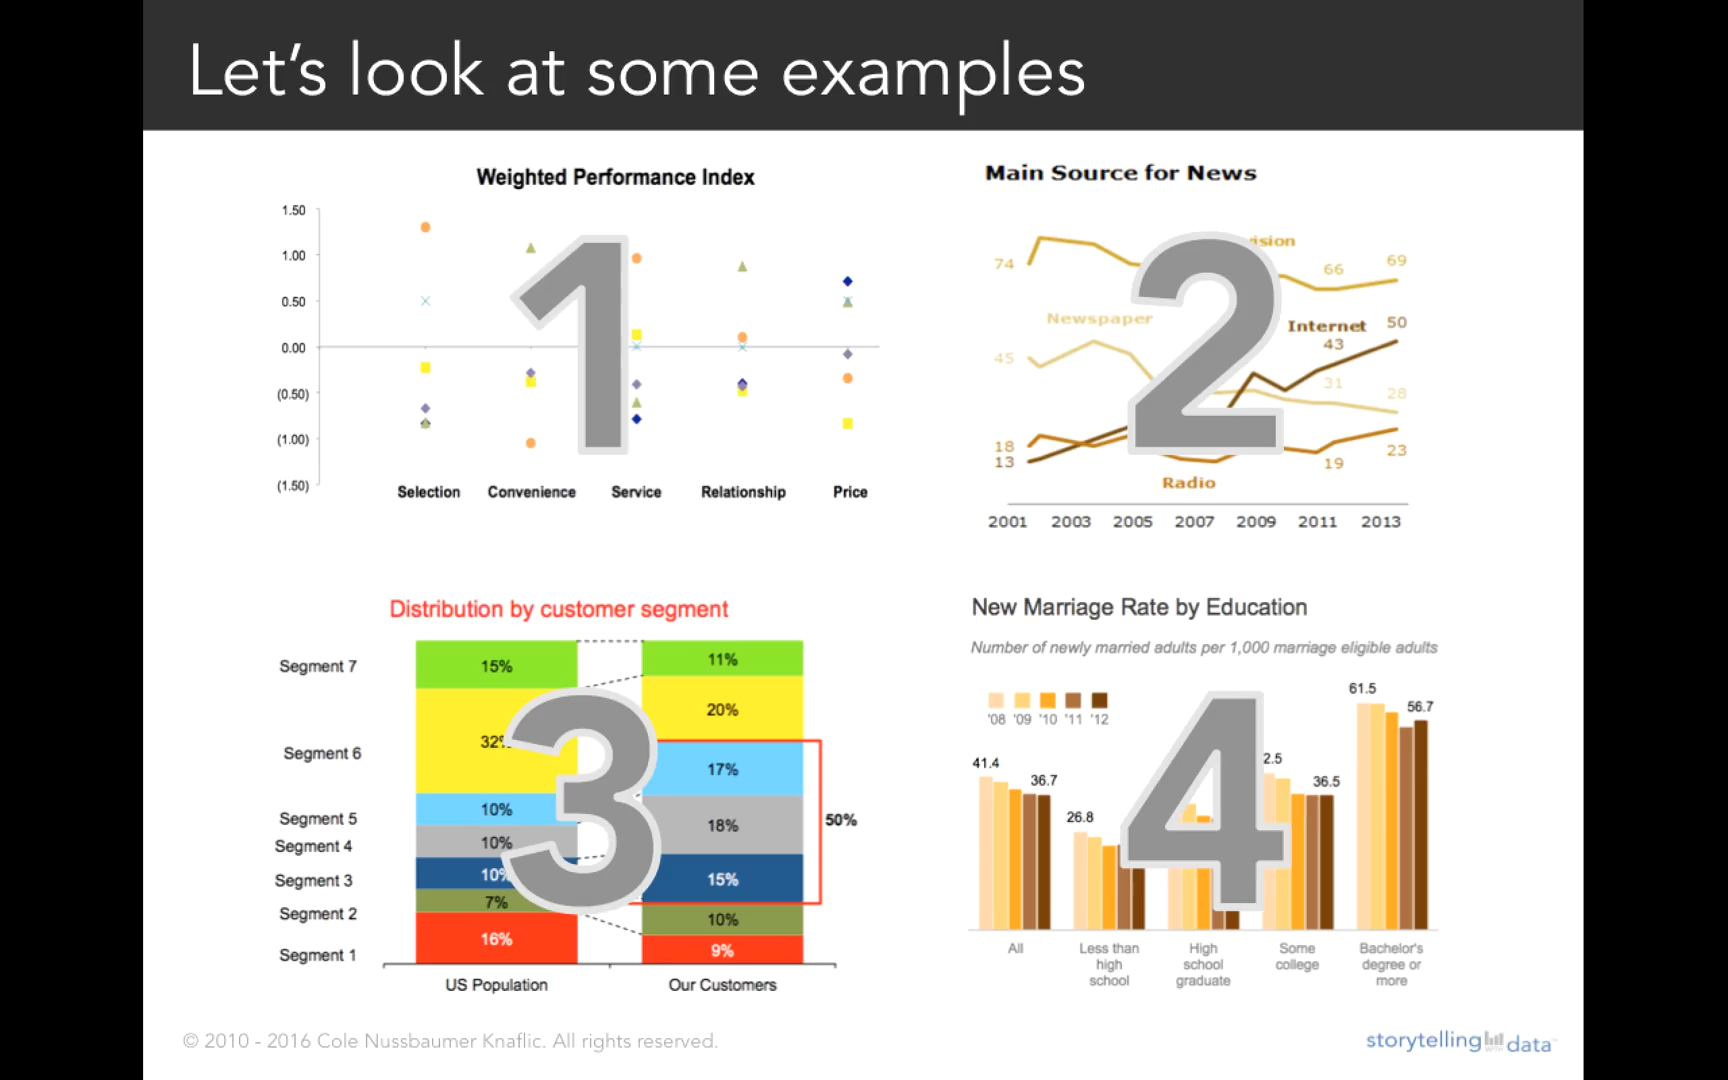 Let's look at some examples
Weighted Performance Index
1.50
1.00
0.50
0.00
(0.50)
(1.00)
(1.50)
Selection Convenience Service Relationship Price
1
Main Source for News
74
66
69
Newspaper
Internet
50
43
45
31
28
18
13
19
23
Radio
2001 2003 2005 2007 2009 2011 2013
2
Distribution by customer segment
Segment 7
Segment 6
Segment 5
Segment 4
Segment 3
Segment 2
Segment 1
15%
10%
10%
7%
16%
11%
20%
17%
18%
15%
10%
9%
50%
US Population Our Customers
3
New Marriage Rate by Education
Number of newly married adults per 1,000 marriage eligible adults
'08 '09 '10 '11 '12
41.4
36.7
26.8
36.5
61.5
56.7
All
Less than
high
school
High
school
graduate
Some
college
Bachelor's
degree or
more
4
© 2010 - 2016 Cole Nussbaumer Knaflic. All rights reserved.
storytelling with data